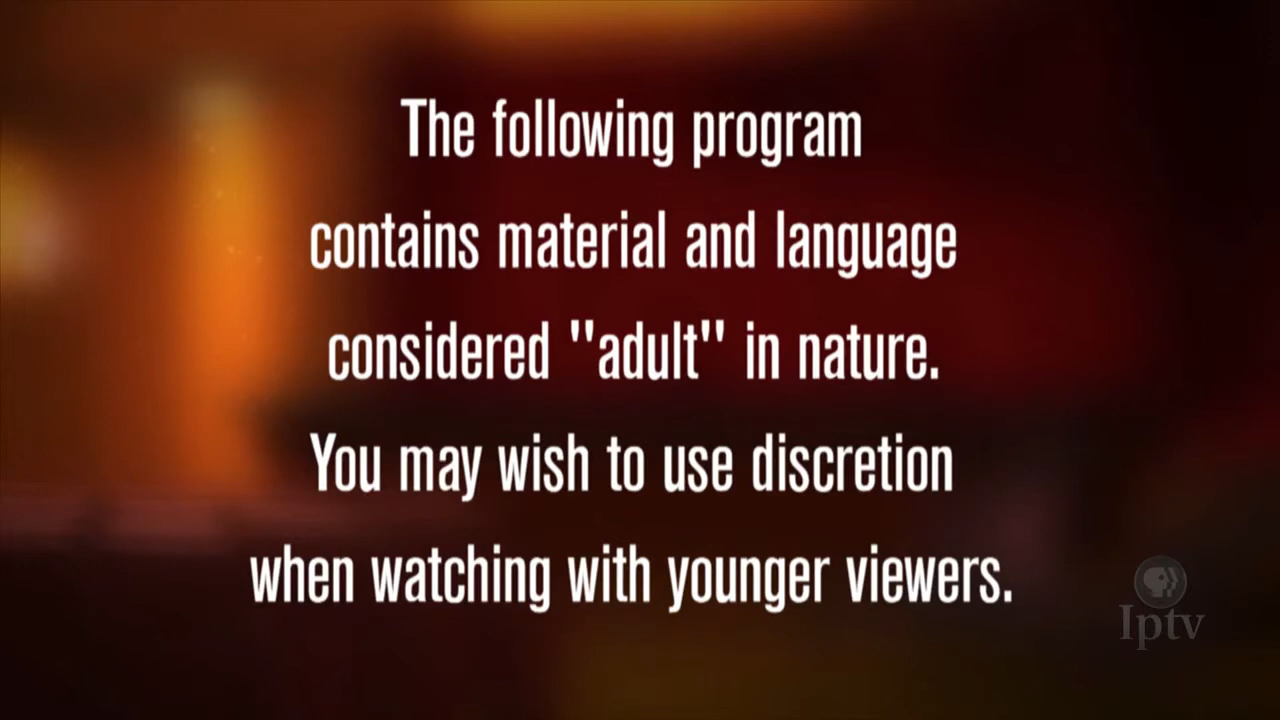 The following program
contains material and language
considered "adult" in nature.
You may wish to use discretion
when watching with younger viewers.
Iptv